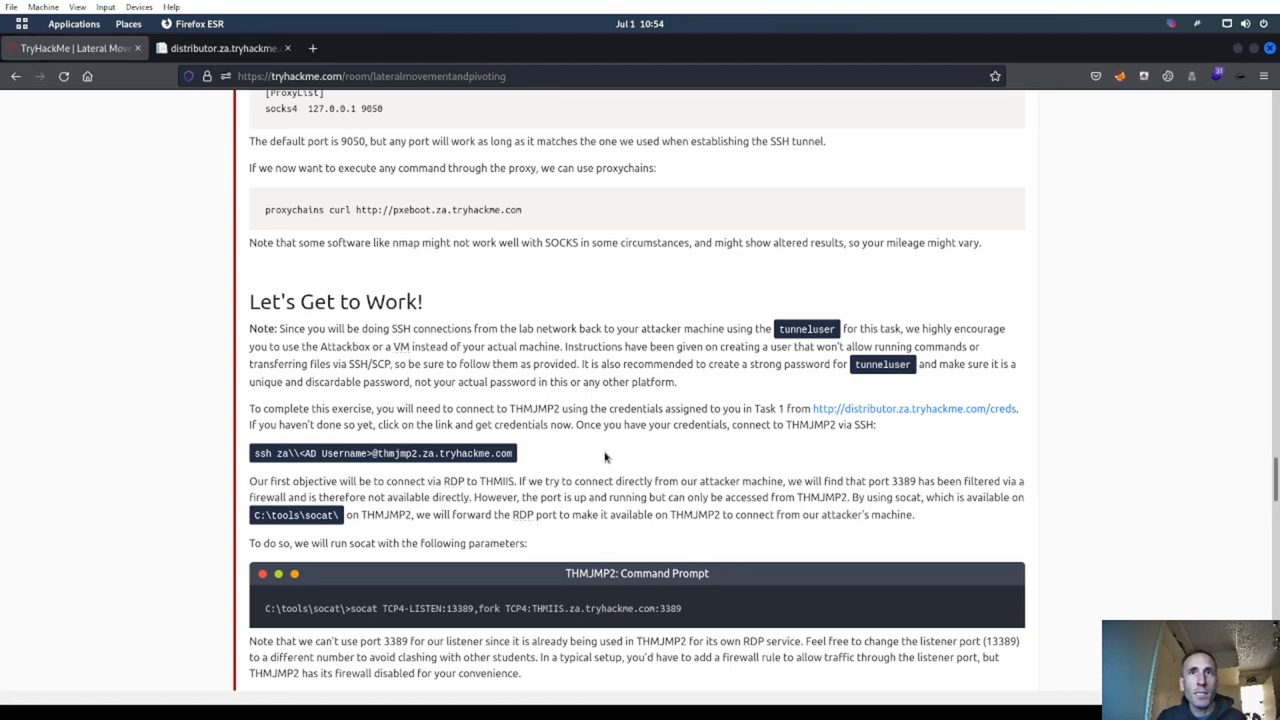 File Machine View Input Devices Help
Applications Places Firefox ESR Jul 1 10:54
TryHackMe | Lateral Mov× distributor.za.tryhackme.× +
https://tryhackme.com/room/lateralmovementandpivoting
[ProxyList]
socks4 127.0.0.1 9050
The default port is 9050, but any port will work as long as it matches the one we used when establishing the SSH tunnel.
If we now want to execute any command through the proxy, we can use proxychains:
proxychains curl http://pxeboot.za.tryhackme.com
Note that some software like nmap might not work well with SOCKS in some circumstances, and might show altered results, so your mileage might vary.
Let's Get to Work!
Note: Since you will be doing SSH connections from the lab network back to your attacker machine using the tunneluser for this task, we highly encourage
you to use the Attackbox or a VM instead of your actual machine. Instructions have been given on creating a user that won't allow running commands or
transferring files via SSH/SCP, so be sure to follow them as provided. It is also recommended to create a strong password for tunneluser and make sure it is a
unique and discardable password, not your actual password in this or any other platform.
To complete this exercise, you will need to connect to THMJMP2 using the credentials assigned to you in Task 1 from http://distributor.za.tryhackme.com/creds.
If you haven't done so yet, click on the link and get credentials now. Once you have your credentials, connect to THMJMP2 via SSH:
ssh za\\<AD Username>@thmjmp2.za.tryhackme.com
Our first objective will be to connect via RDP to THMIIS. If we try to connect directly from our attacker machine, we will find that port 3389 has been filtered via a
firewall and is therefore not available directly. However, the port is up and running but can only be accessed from THMJMP2. By using socat, which is available on
C:\tools\socat\ on THMJMP2, we will forward the RDP port to make it available on THMJMP2 to connect from our attacker's machine.
To do so, we will run socat with the following parameters:
THMJMP2: Command Prompt
C:\tools\socat\>socat TCP4-LISTEN:13389,fork TCP4:THMIIS.za.tryhackme.com:3389
Note that we can't use port 3389 for our listener since it is already being used in THMJMP2 for its own RDP service. Feel free to change the listener port (13389)
to a different number to avoid clashing with other students. In a typical setup, you'd have to add a firewall rule to allow traffic through the listener port, but
THMJMP2 has its firewall disabled for your convenience.